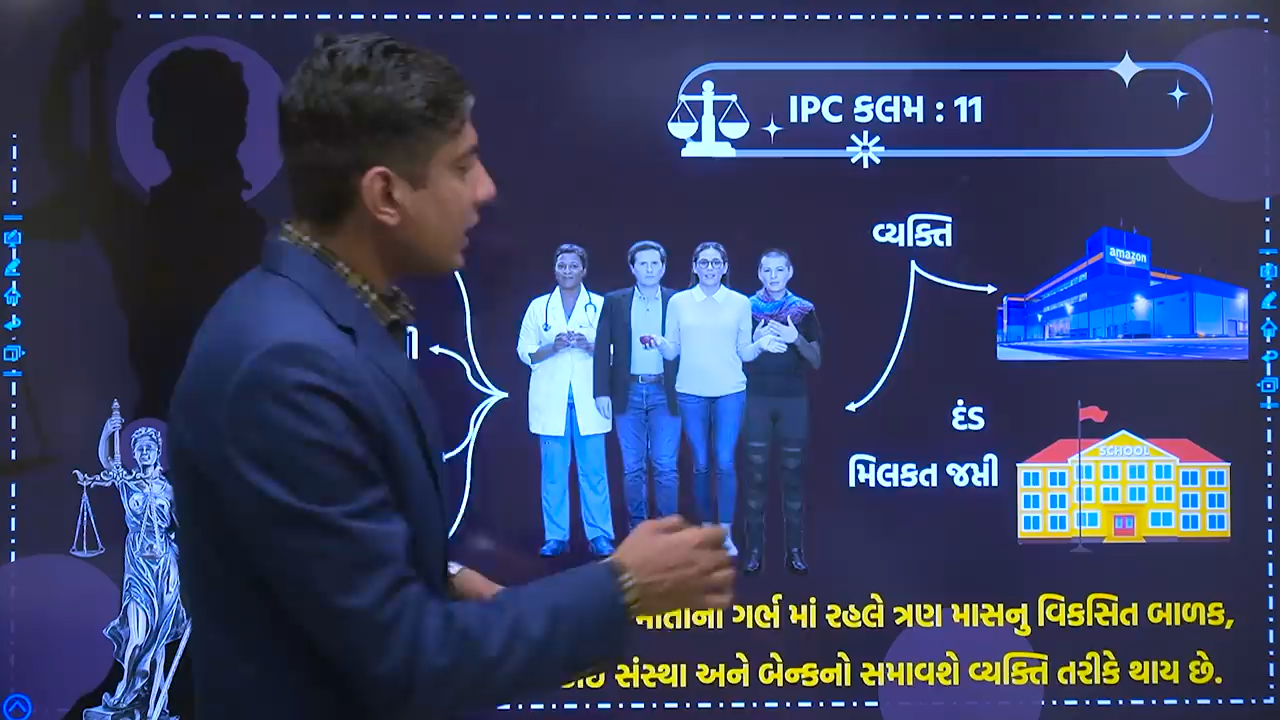 IPC કલમ : 11
વ્યક્તિ
amazon
દંડ
મિલકત જપ્તી
SCHOOL
માતાના ગર્ભ માં રહલે ત્રણ માસનુ વિકસિત બાળક,
સંસ્થા અને બેન્કનો સમાવશે વ્યક્તિ તરીકે થાય છે.